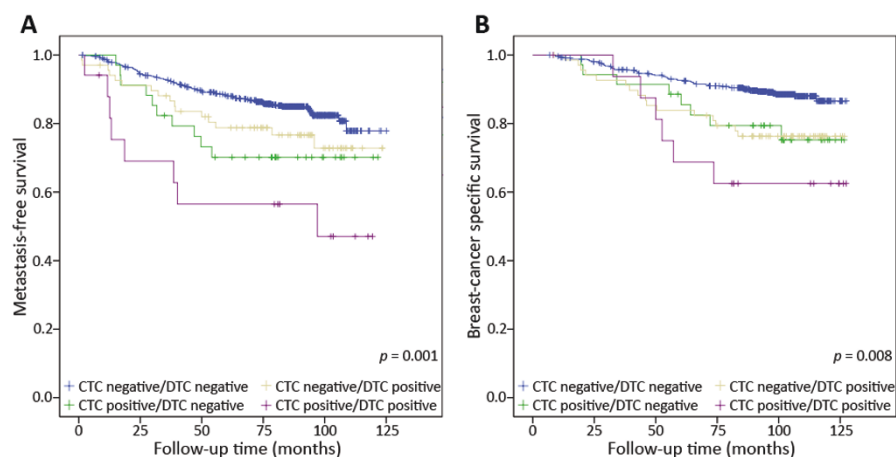 A
Metastasis-free survival
1.0
0.8
0.6
0.4
0.2
0.0
p = 0.001
CTC negative/DTC negative
CTC negative/DTC positive
CTC positive/DTC negative
CTC positive/DTC positive
0
25
50
75
100
125
Follow-up time (months)
B
Breast-cancer specific survival
1.0
0.8
0.6
0.4
0.2
0.0
p = 0.008
CTC negative/DTC negative
CTC negative/DTC positive
CTC positive/DTC negative
CTC positive/DTC positive
0
25
50
75
100
125
Follow-up time (months)